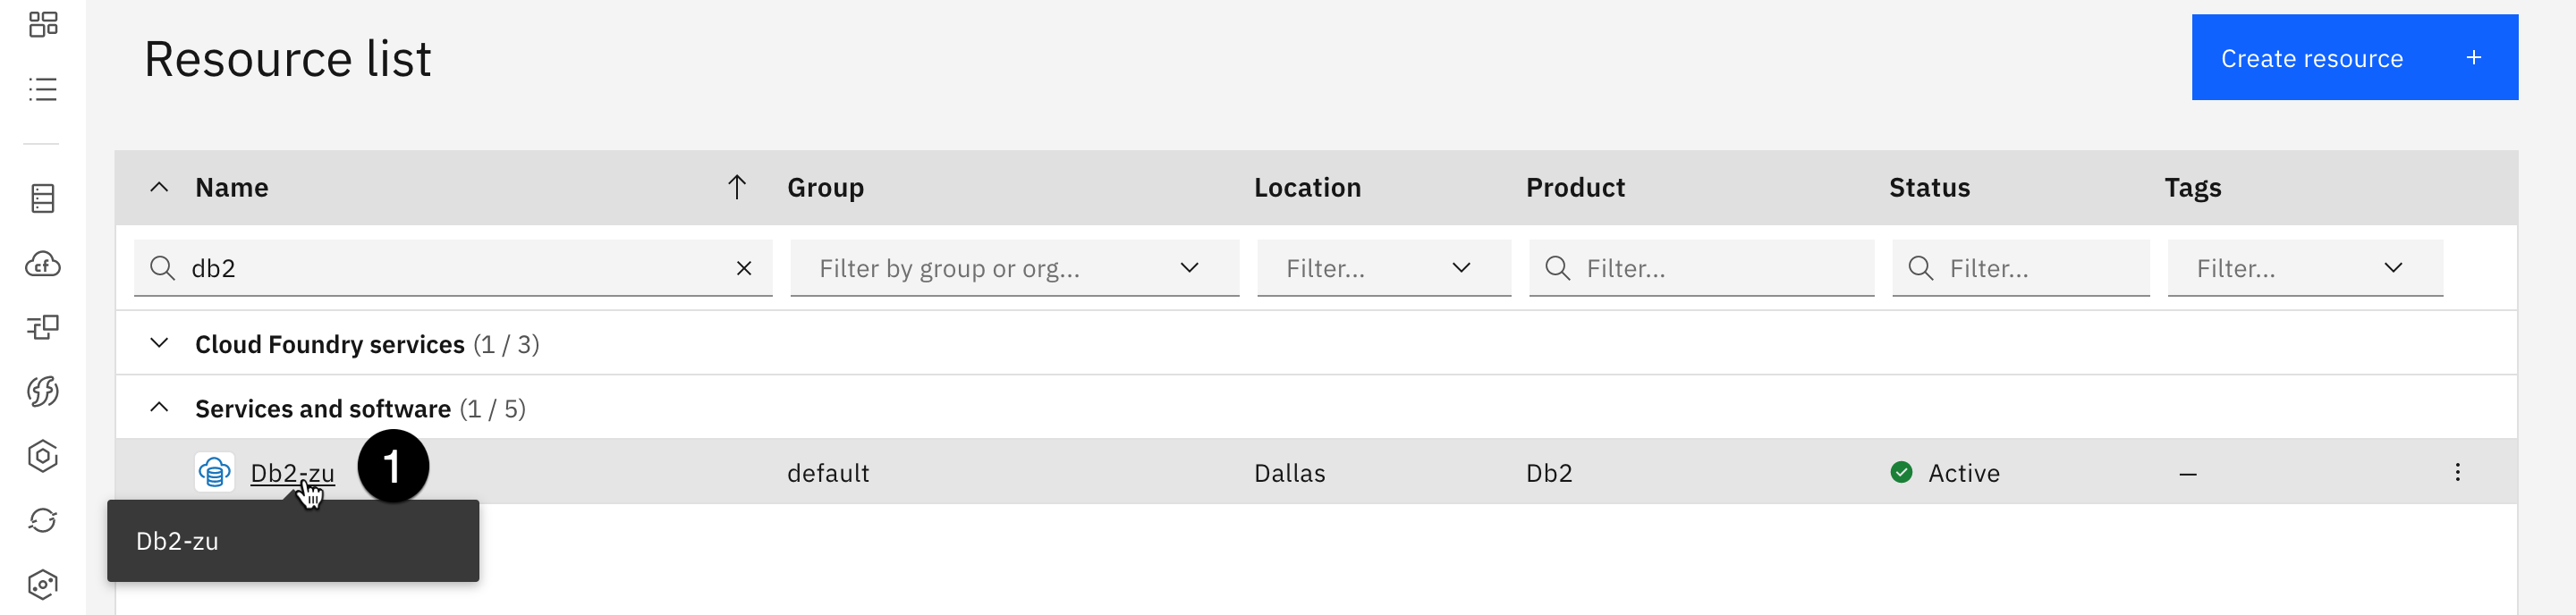 Resource list
Create resource +
Name Group Location Product Status Tags
db2 Filter by group or org... Filter... Filter... Filter... Filter...
Cloud Foundry services (1 / 3)
Services and software (1 / 5)
Db2-zu 1 default Dallas Db2 Active —
Db2-zu
cf